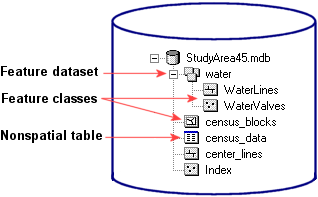 StudyArea45.mdb
Feature dataset
water
WaterLines
Feature classes
WaterValves
census_blocks
Nonspatial table
census_data
center_lines
Index